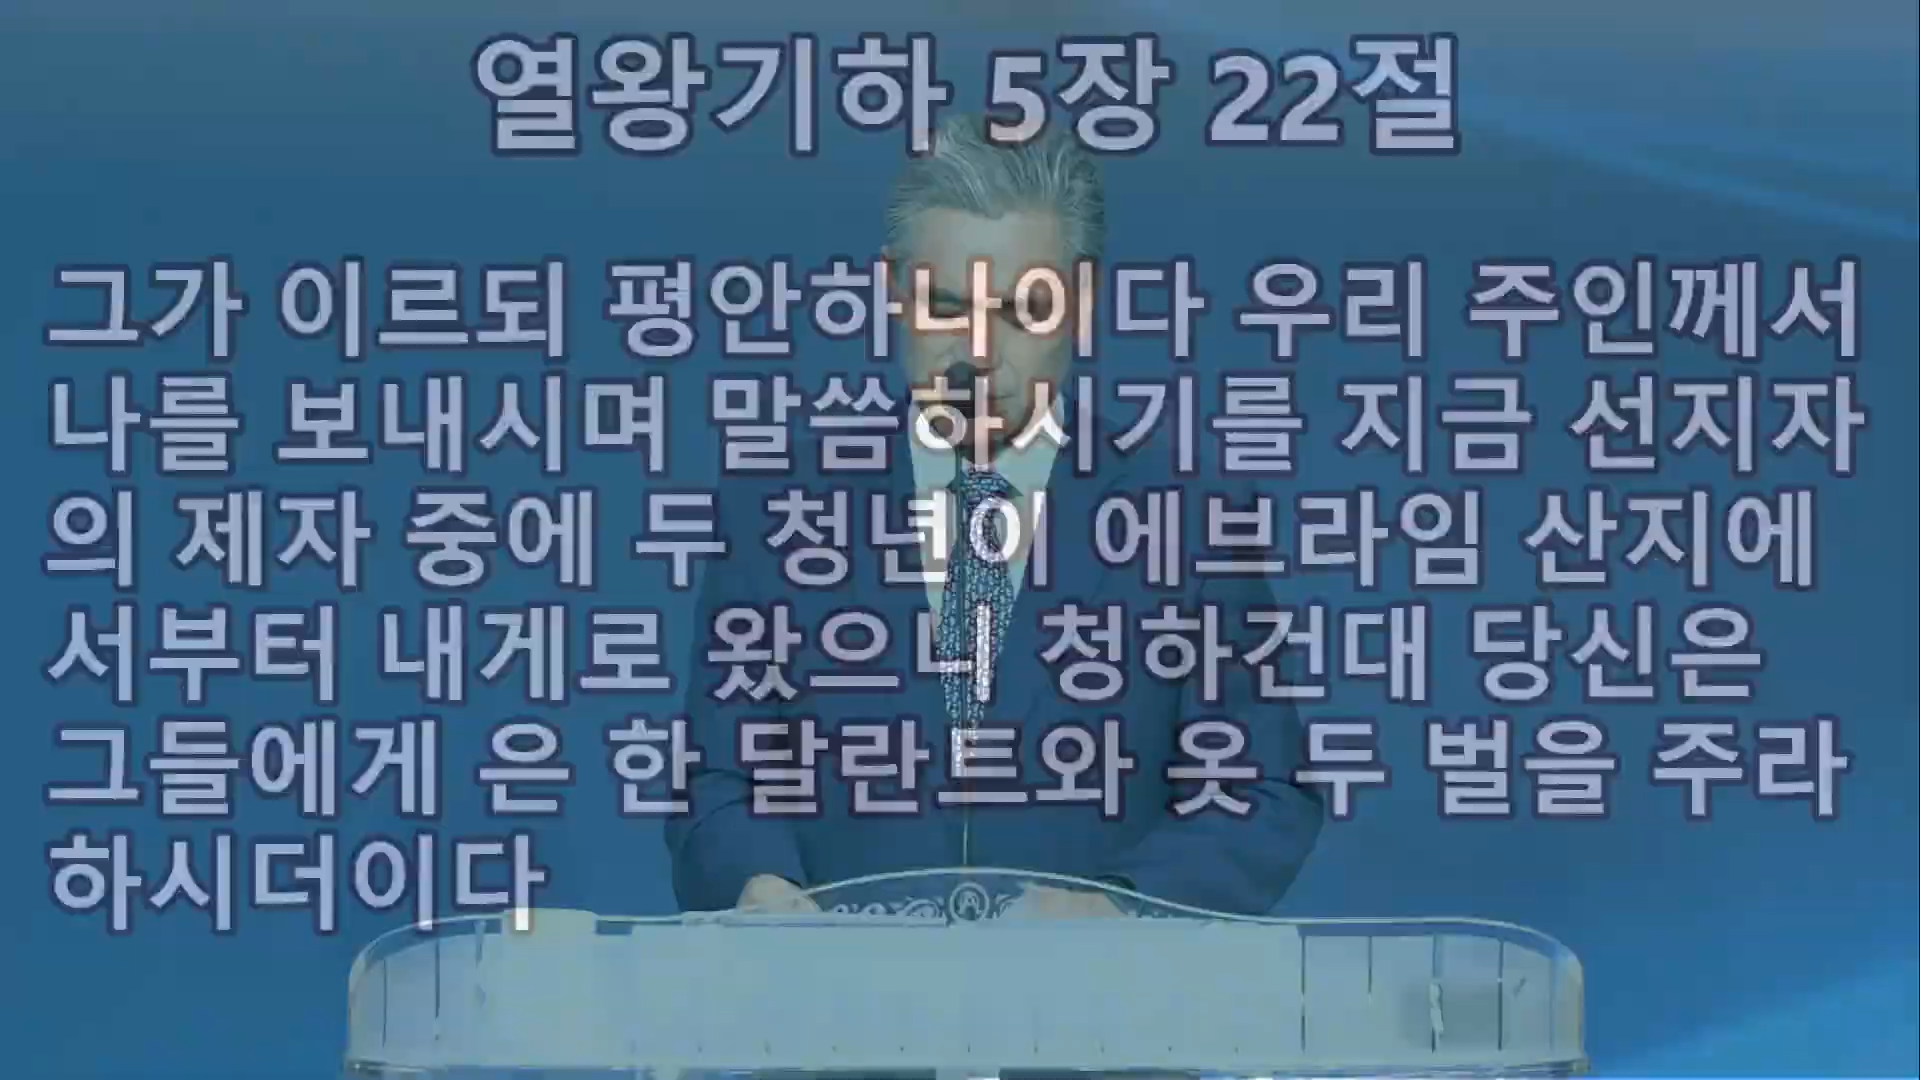 열왕기하 5장 22절
그가 이르되 평안하나이다 우리 주인께서
나를 보내시며 말씀하시기를 지금 선지자
의 제자 중에 두 청년이 에브라임 산지에
서부터 내게로 왔으니 청하건대 당신은
그들에게 은 한 달란트와 옷 두 벌을 주라
하시더이다